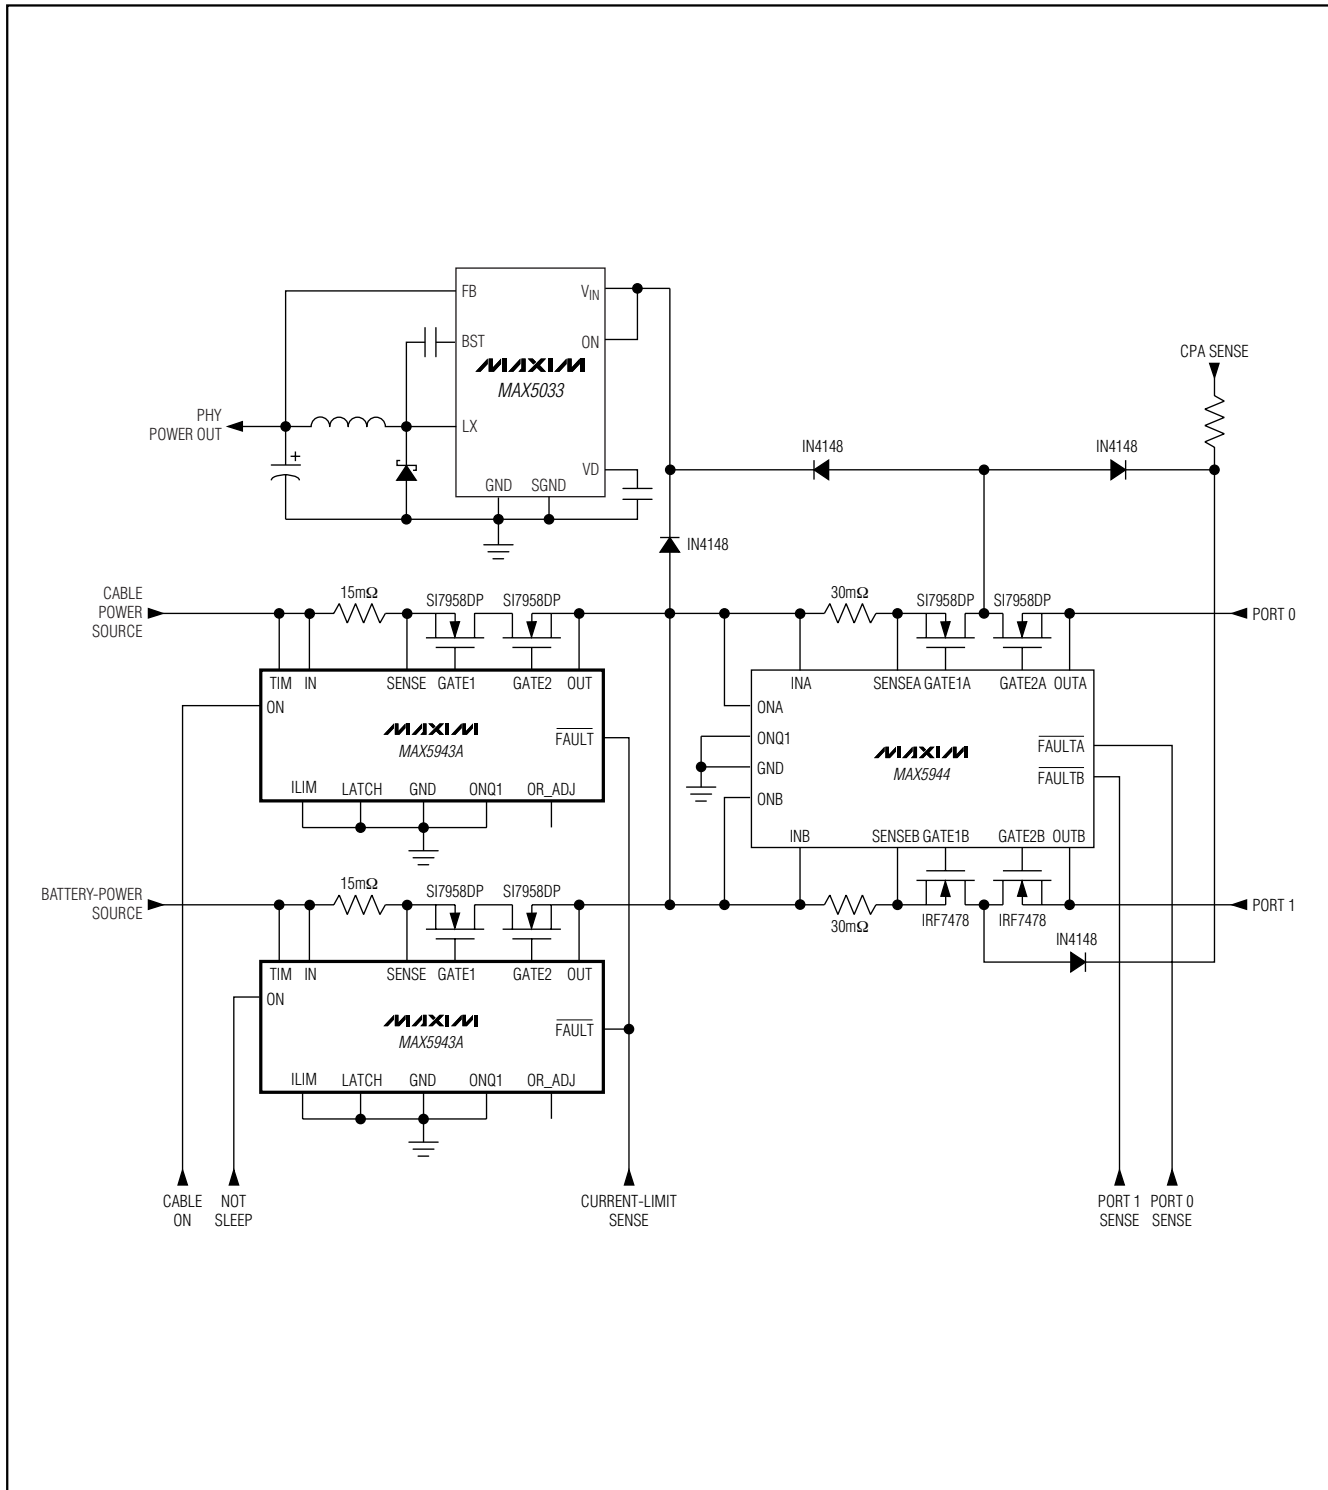 FB
V_IN
BST
ON
MAXIM
MAX5033
CPA SENSE
PHY
POWER OUT
LX
IN4148
IN4148
VD
GND
SGND
IN4148
CABLE
POWER
SOURCE
15mΩ
SI7958DP
SI7958DP
30mΩ
SI7958DP
SI7958DP
PORT 0
TIM
IN
SENSE
GATE1
GATE2
OUT
ON
MAXIM
MAX5943A
FAULT
ILIM
LATCH
GND
ONQ1
OR_ADJ
INA
SENSEA
GATE1A
GATE2A
OUTA
ONA
ONQ1
GND
ONB
MAXIM
MAX5944
FAULTA
FAULTB
INB
SENSEB
GATE1B
GATE2B
OUTB
BATTERY-POWER
SOURCE
15mΩ
SI7958DP
SI7958DP
30mΩ
IRF7478
IRF7478
PORT 1
IN4148
TIM
IN
SENSE
GATE1
GATE2
OUT
ON
MAXIM
MAX5943A
FAULT
ILIM
LATCH
GND
ONQ1
OR_ADJ
CABLE
ON
NOT
SLEEP
CURRENT-LIMIT
SENSE
PORT 1
SENSE
PORT 0
SENSE